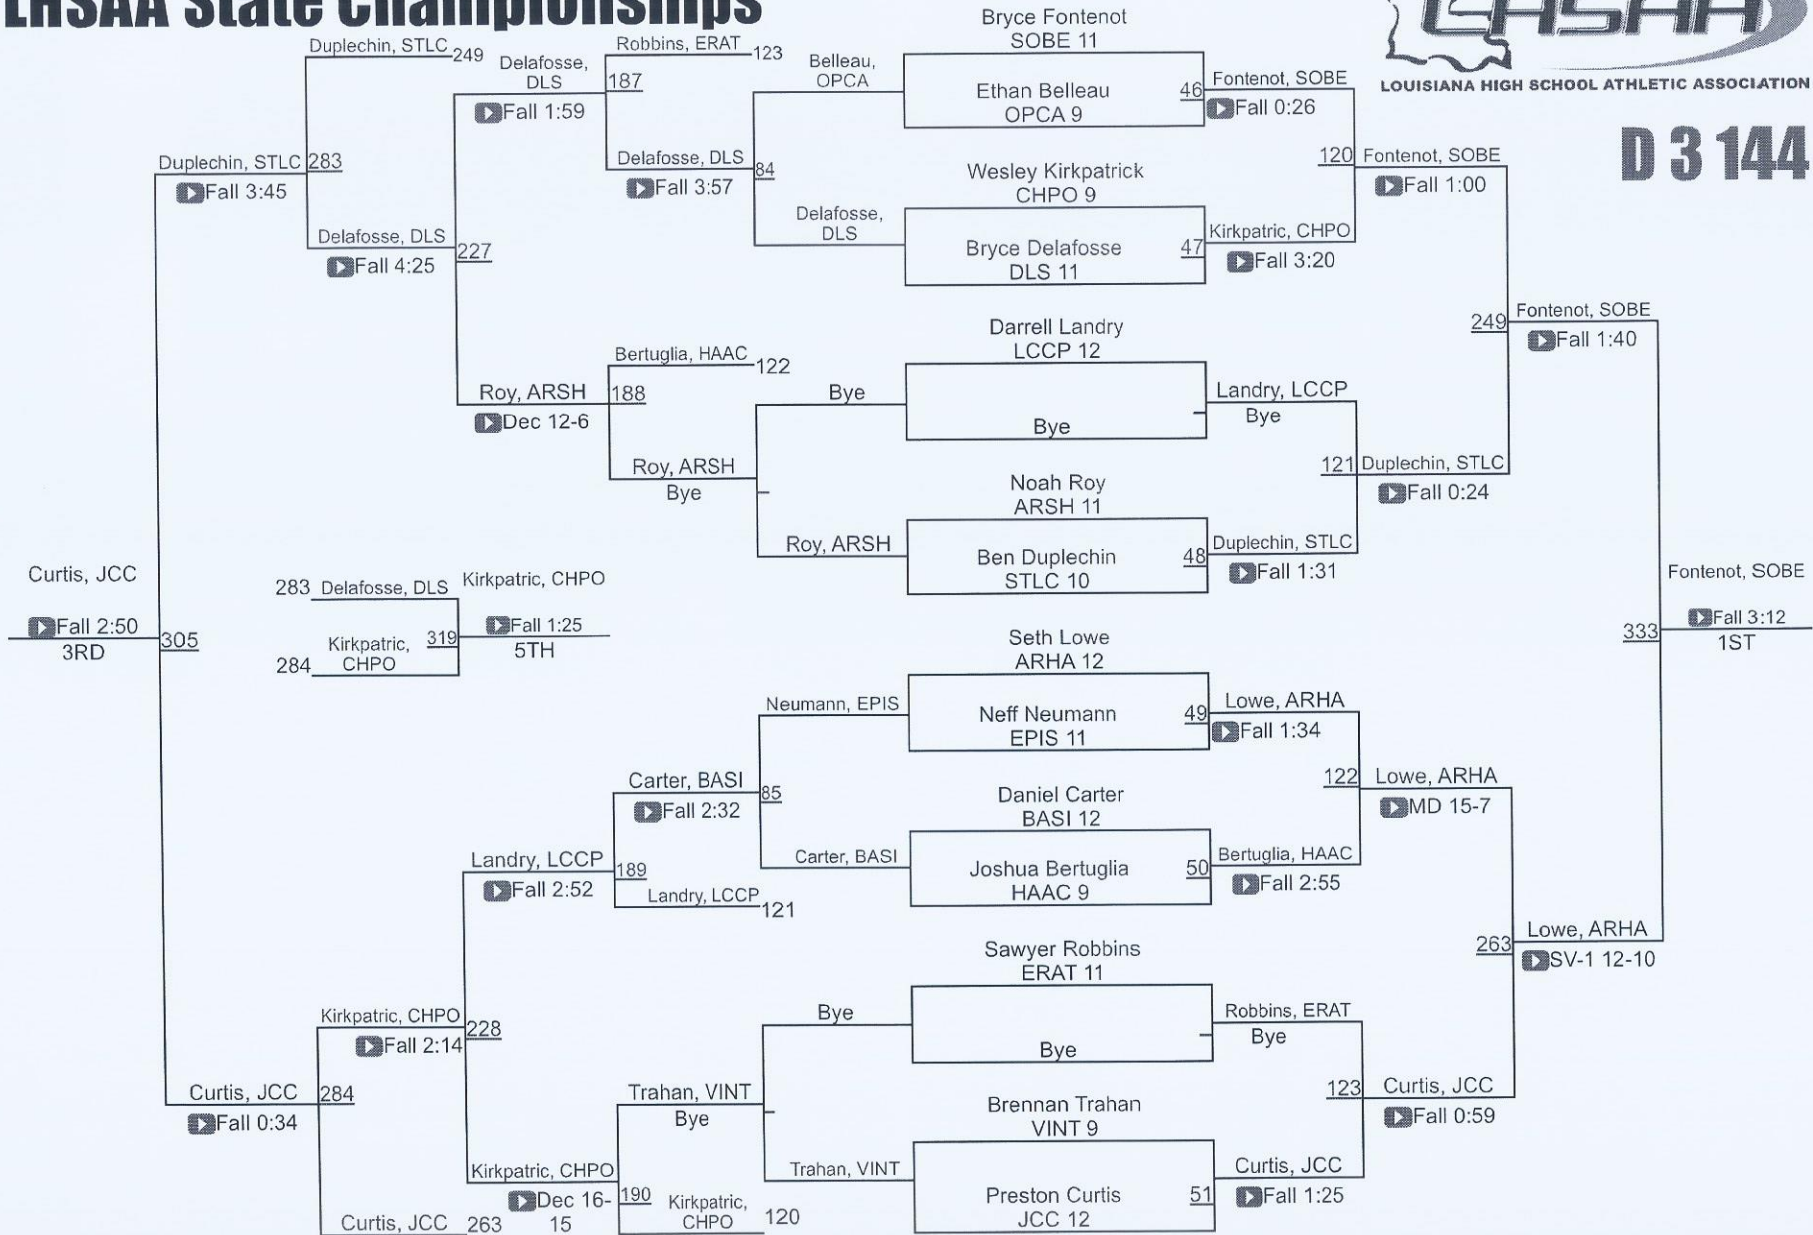 LHSAA State Championships
LHSAA
LOUISIANA HIGH SCHOOL ATHLETIC ASSOCIATION
D 3 144
Bryce Fontenot
SOBE 11
Ethan Belleau
OPCA 9
46
Wesley Kirkpatrick
CHPO 9
Bryce Delafosse
DLS 11
47
Darrell Landry
LCCP 12
Bye
Noah Roy
ARSH 11
Ben Duplechin
STLC 10
48
Seth Lowe
ARHA 12
Neff Neumann
EPIS 11
49
Daniel Carter
BASI 12
Joshua Bertuglia
HAAC 9
50
Sawyer Robbins
ERAT 11
Bye
Brennan Trahan
VINT 9
Preston Curtis
JCC 12
51
Fontenot, SOBE
Fall 0:26
Kirkpatric, CHPO
Fall 3:20
Landry, LCCP
Bye
Duplechin, STLC
Fall 1:31
Lowe, ARHA
Fall 1:34
Bertuglia, HAAC
Fall 2:55
Robbins, ERAT
Bye
Curtis, JCC
Fall 1:25
120
Fontenot, SOBE
Fall 1:00
121
Duplechin, STLC
Fall 0:24
122
Lowe, ARHA
MD 15-7
123
Curtis, JCC
Fall 0:59
249
Fontenot, SOBE
Fall 1:40
263
Lowe, ARHA
SV-1 12-10
333
Fontenot, SOBE
Fall 3:12
1ST
Belleau,
OPCA
Delafosse,
DLS
84
Bye
Roy, ARSH
Neumann, EPIS
Carter, BASI
85
Bye
Trahan, VINT
Robbins, ERAT
123
187
Delafosse, DLS
Fall 3:57
Bertuglia, HAAC
122
188
Roy, ARSH
Bye
Carter, BASI
Fall 2:32
189
Landry, LCCP
121
Trahan, VINT
Bye
190
Kirkpatric,
CHPO
120
Delafosse,
DLS
Fall 1:59
227
Roy, ARSH
Dec 12-6
Landry, LCCP
Fall 2:52
228
Kirkpatric, CHPO
Dec 16-
15
Duplechin, STLC
249
283
Delafosse, DLS
Fall 4:25
Kirkpatric, CHPO
Fall 2:14
284
Curtis, JCC
263
Duplechin, STLC
Fall 3:45
305
Curtis, JCC
Fall 0:34
Curtis, JCC
Fall 2:50
3RD
283
Delafosse, DLS
284
Kirkpatric,
CHPO
319
Kirkpatric, CHPO
Fall 1:25
5TH